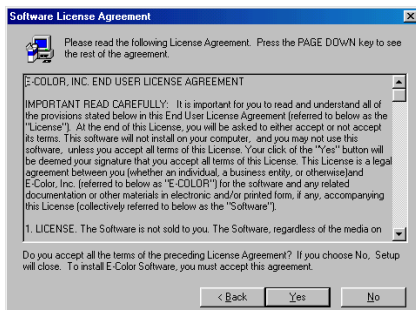 Software License Agreement
Please read the following License Agreement. Press the PAGE DOWN key to see
the rest of the agreement.
E-COLOR, INC. END USER LICENSE AGREEMENT
IMPORTANT READ CAREFULLY: It is important for you to read and understand all of
the provisions stated below in this End User License Agreement (referred to below as the
"License"). At the end of this License, you will be asked to either accept or not accept
its terms. This software will not install on your computer, and you may not use this
software, unless you accept all terms of this License. Your click of the "Yes" button will
be deemed your signature that you accept all terms of this License. This License is a legal
agreement between you (whether an individual, a business entity, or otherwise)and
E-Color, Inc. (referred to below as "E-COLOR") for the software and any related
documentation or other materials in electronic and/or printed form, if any, accompanying
this License (collectively referred to below as the "Software").
1. LICENSE. The Software is not sold to you. The Software, regardless of the media on
Do you accept all the terms of the preceding License Agreement? If you choose No, Setup
will close. To install E-Color Software, you must accept this agreement.
< Back Yes No